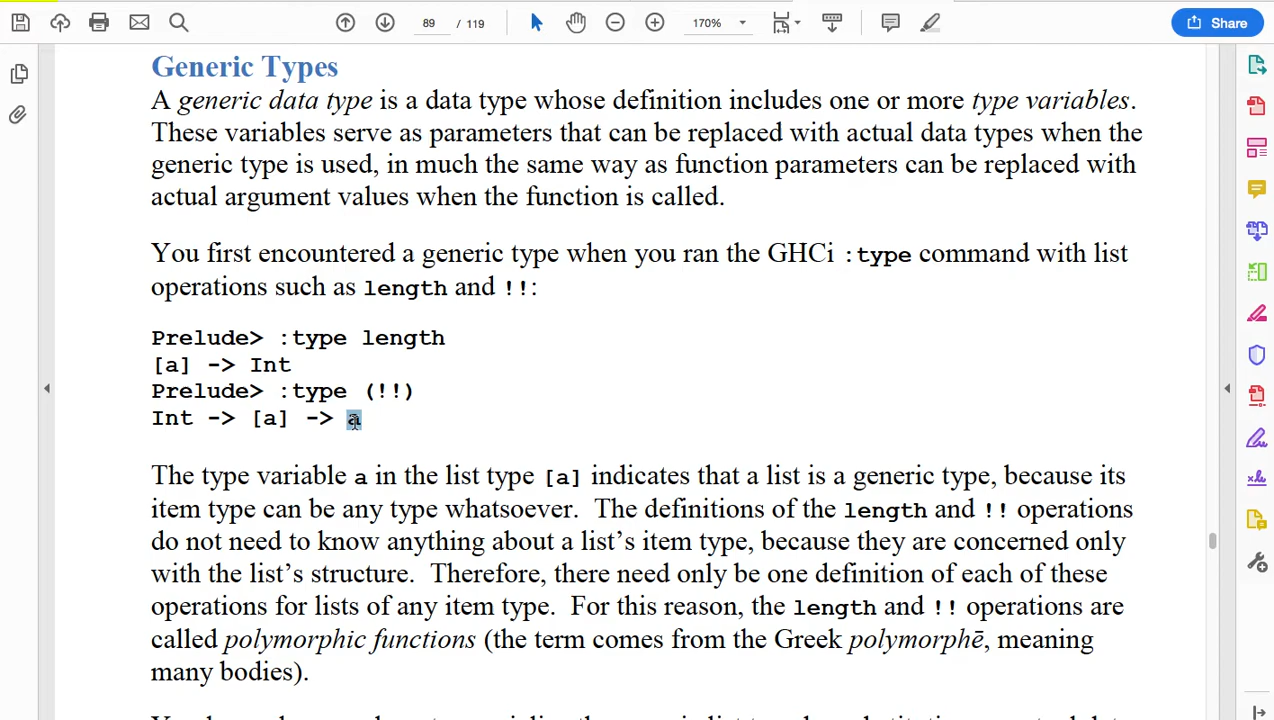 89 / 119
170%
Share
Generic Types
A generic data type is a data type whose definition includes one or more type variables.
These variables serve as parameters that can be replaced with actual data types when the
generic type is used, in much the same way as function parameters can be replaced with
actual argument values when the function is called.
You first encountered a generic type when you ran the GHCi :type command with list
operations such as length and !!:
Prelude> :type length
[a] -> Int
Prelude> :type (!!)
Int -> [a] -> a
The type variable a in the list type [a] indicates that a list is a generic type, because its
item type can be any type whatsoever. The definitions of the length and !! operations
do not need to know anything about a list’s item type, because they are concerned only
with the list’s structure. Therefore, there need only be one definition of each of these
operations for lists of any item type. For this reason, the length and !! operations are
called polymorphic functions (the term comes from the Greek polymorphē, meaning
many bodies).